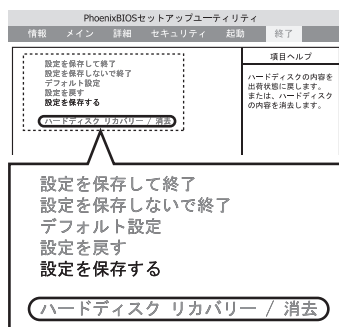 PhoenixBIOSセットアップユーティリティ
情報 メイン 詳細 セキュリティ 起動 終了
設定を保存して終了
設定を保存しないで終了
デフォルト設定
設定を戻す
設定を保存する
ハードディスク リカバリー / 消去
項目ヘルプ
ハードディスクの内容を
出荷状態に戻します。
または、ハードディスク
の内容を消去します。
設定を保存して終了
設定を保存しないで終了
デフォルト設定
設定を戻す
設定を保存する
ハードディスク リカバリー / 消去